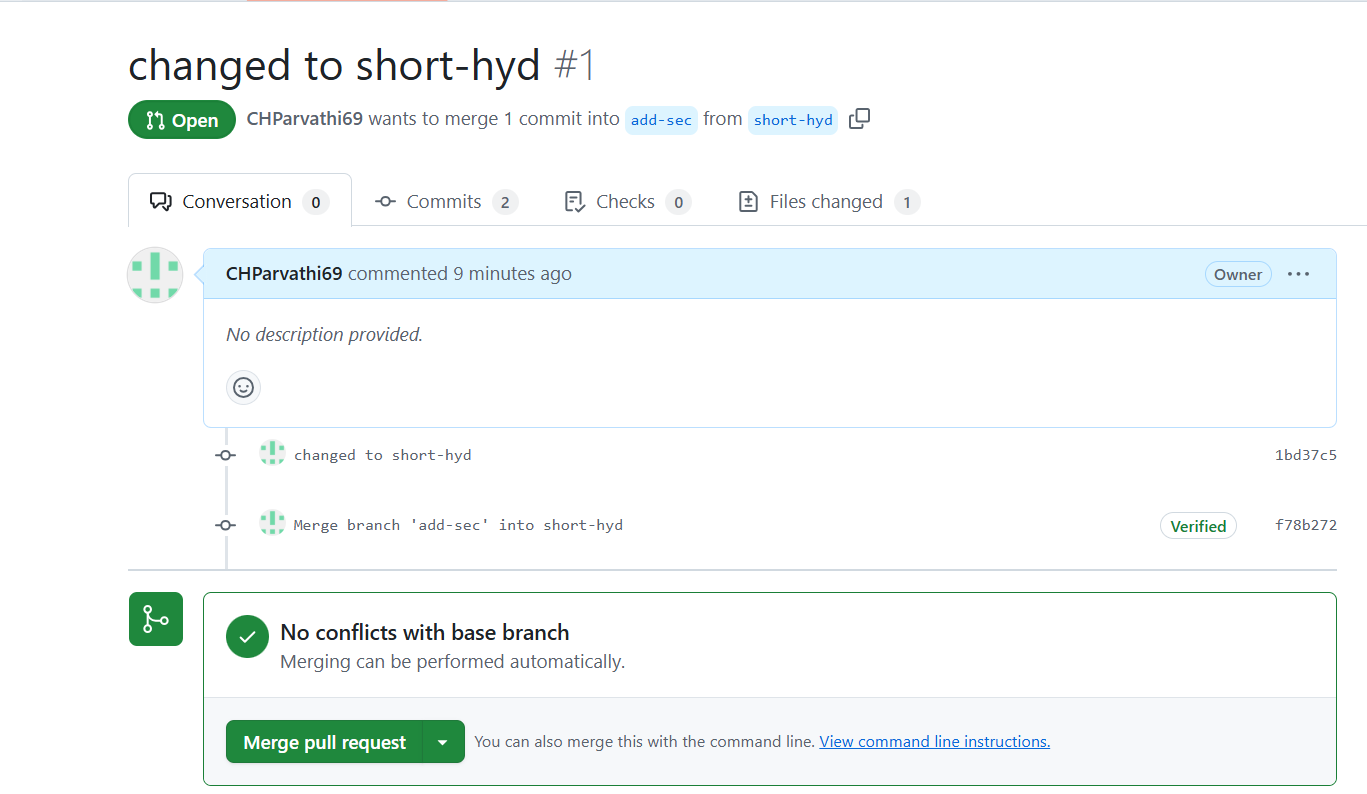 changed to short-hyd #1
Open CHParvathi69 wants to merge 1 commit into add-sec from short-hyd
Conversation 0 Commits 2 Checks 0 Files changed 1
CHParvathi69 commented 9 minutes ago Owner ...
No description provided.
changed to short-hyd 1bd37c5
Merge branch 'add-sec' into short-hyd Verified f78b272
No conflicts with base branch
Merging can be performed automatically.
Merge pull request You can also merge this with the command line. View command line instructions.